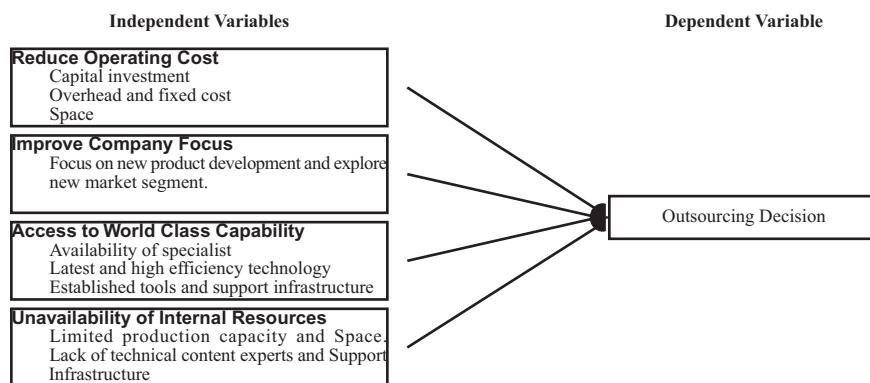 Independent Variables
Dependent Variable
Reduce Operating Cost
Capital investment
Overhead and fixed cost
Space
Improve Company Focus
Focus on new product development and explore
new market segment.
Access to World Class Capability
Availability of specialist
Latest and high efficiency technology
Established tools and support infrastructure
Unavailability of Internal Resources
Limited production capacity and Space.
Lack of technical content experts and Support
Infrastructure
Outsourcing Decision